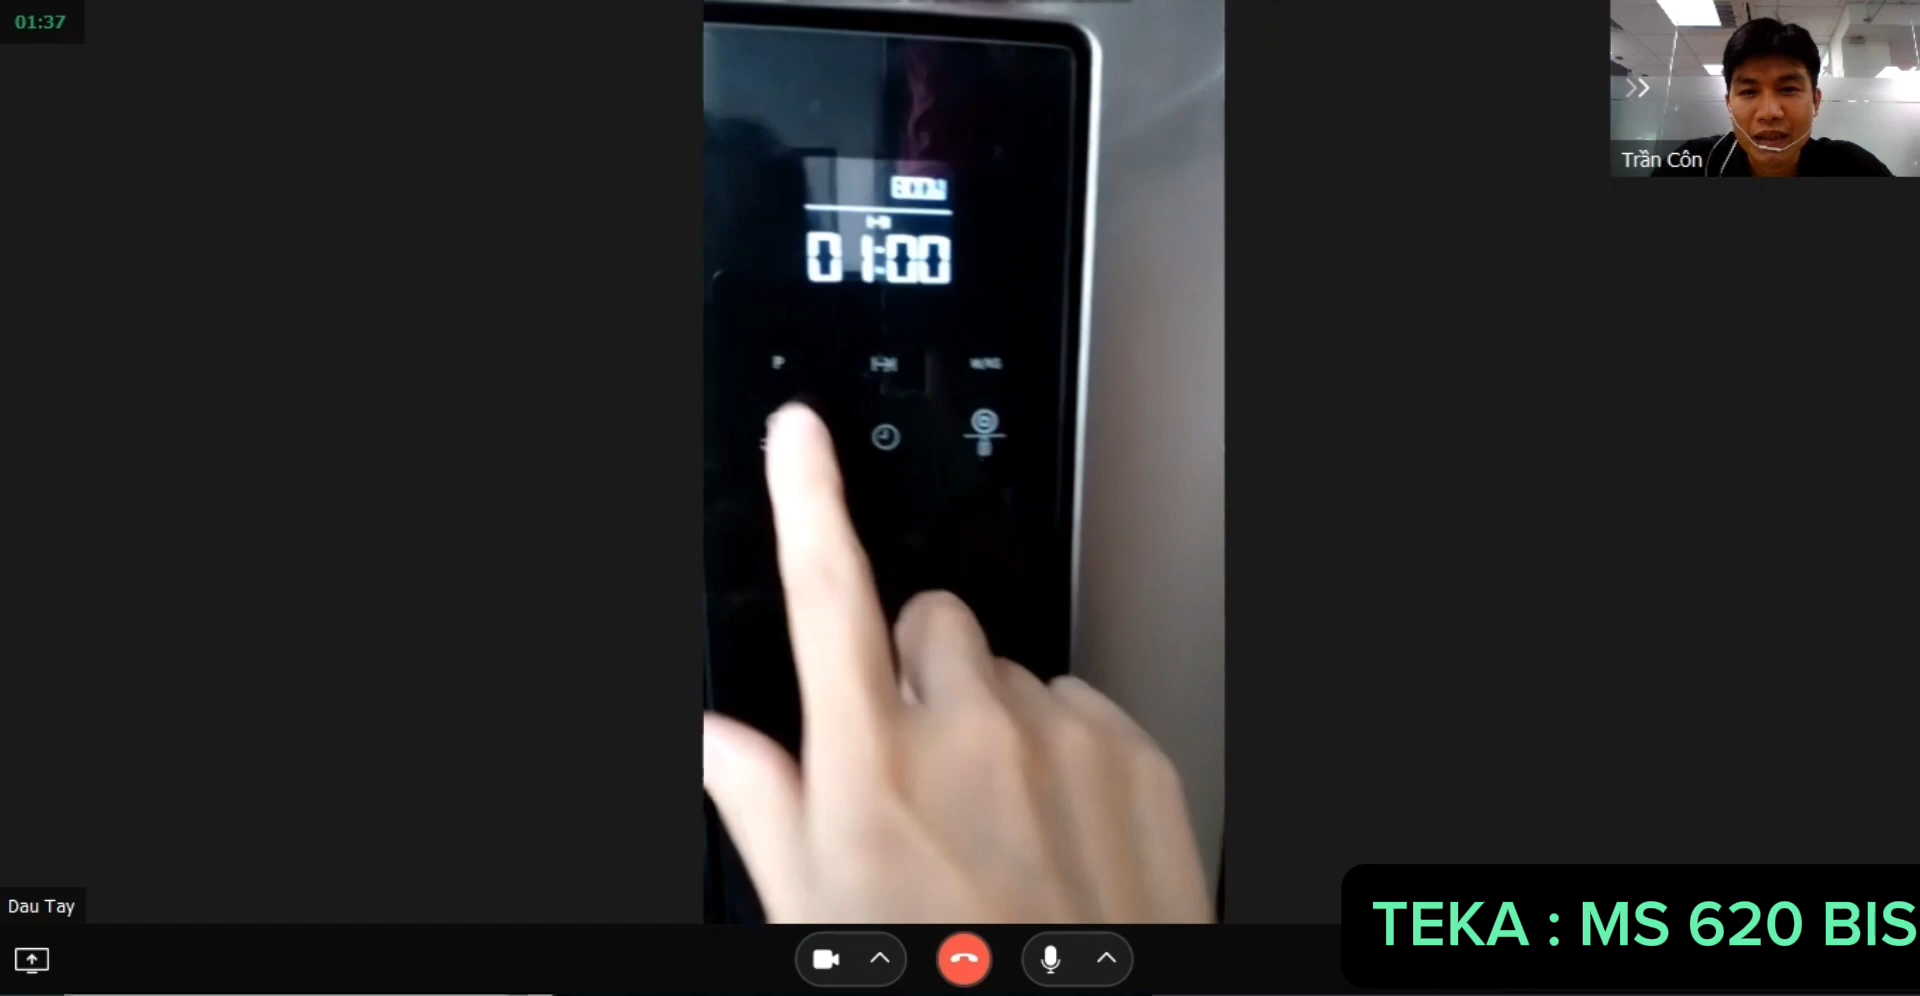 01:37
Trần Côn
800W
01:00
P
Dau Tay
TEKA : MS 620 BIS